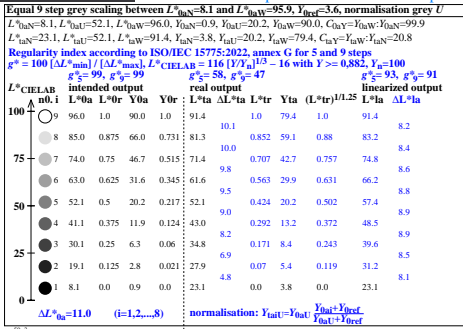 Equal 9 step grey scaling between L*0aN=8.1 and L*0aW=95.9, Y0ref=3.6, normalisation grey U
L*0aN=8.1, L*0aU=52.1, L*0aW=96.0, Y0aN=0.9, Y0aU=20.2, Y0aW=90.0, C0aY=Y0aW:Y0aN=99.9
L*taN=23.1, L*taU=52.1, L*taW=91.4, YtaN=3.8, YtaU=20.2, YtaW=79.4, CtaY=YtaW:YtaN=20.8
Regularity index according to ISO/IEC 15775:2022, annex G for 5 and 9 steps
g* = 100 [ΔL*min] / [ΔL*max], L*CIELAB = 116 [Y/Yn]1/3 − 16 with Y >= 0,882, Yn=100
g*5= 99, g*9= 99 g*5= 58, g*9= 47 g*5= 93, g*9= 91
L*CIELAB intended output real output linearized output
n0. i L*0a L*0r Y0a Y0r L*ta ΔL*ta L*tr Yta (L*tr)1/1.25 ΔL*la
100
9 96.0 1.0 90.0 1.0 91.4 1.0 79.4 1.0 91.4
10.1 8.2
8 85.0 0.875 66.0 0.731 81.3 0.852 59.1 0.88 83.2
10.0 8.4
75
7 74.0 0.75 46.7 0.515 71.4 0.707 42.7 0.757 74.8
9.8 8.6
6 63.0 0.625 31.6 0.345 61.6 0.563 29.9 0.631 66.2
9.5 8.8
50
5 52.1 0.5 20.2 0.217 52.1 0.424 20.2 0.502 57.4
9.0 8.9
4 41.1 0.375 11.9 0.124 43.0 0.292 13.2 0.372 48.5
8.2 8.9
25
3 30.1 0.25 6.3 0.06 34.8 0.171 8.4 0.243 39.6
6.9 8.5
2 19.1 0.125 2.8 0.021 27.9 0.07 5.4 0.119 31.2
4.8 8.1
1 8.1 0.0 0.9 0.0 23.1 0.0 3.8 0.0 23.1
0
ΔL*0a=11.0 (i=1,2,...,8) normalisation: YtaiU=Y0aU Y0ai+Y0ref
Y0aU+Y0ref